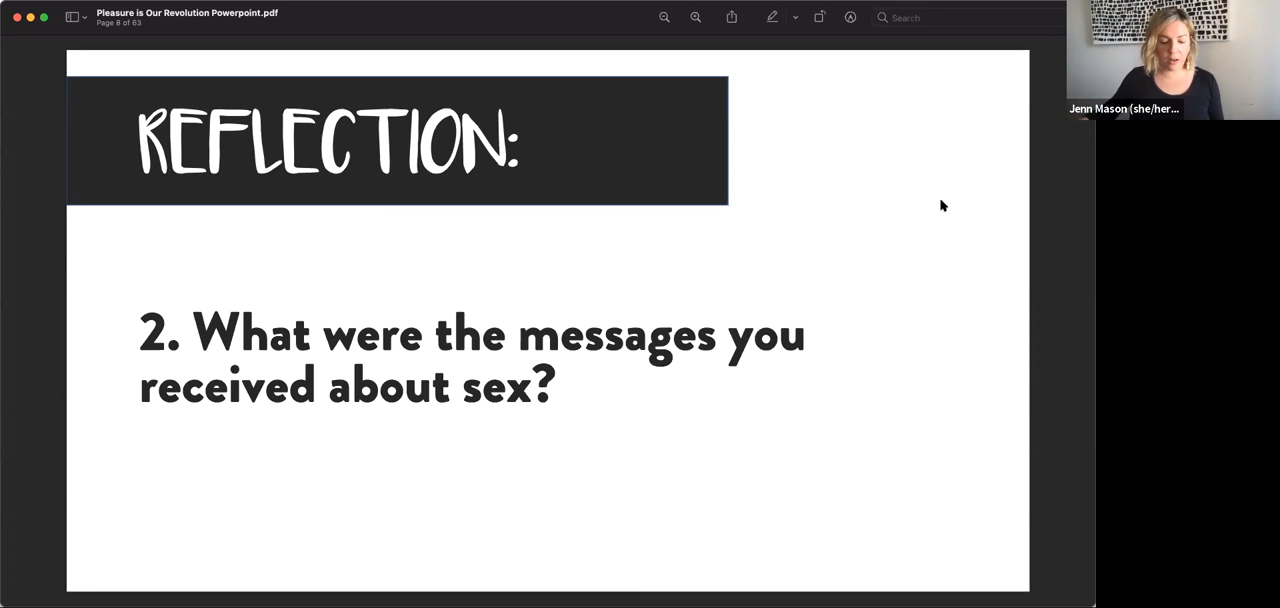 Pleasure is Our Revolution Powerpoint.pdf
Page 8 of 63
Search
Jenn Mason (she/her...
REFLECTION:
2. What were the messages you
received about sex?